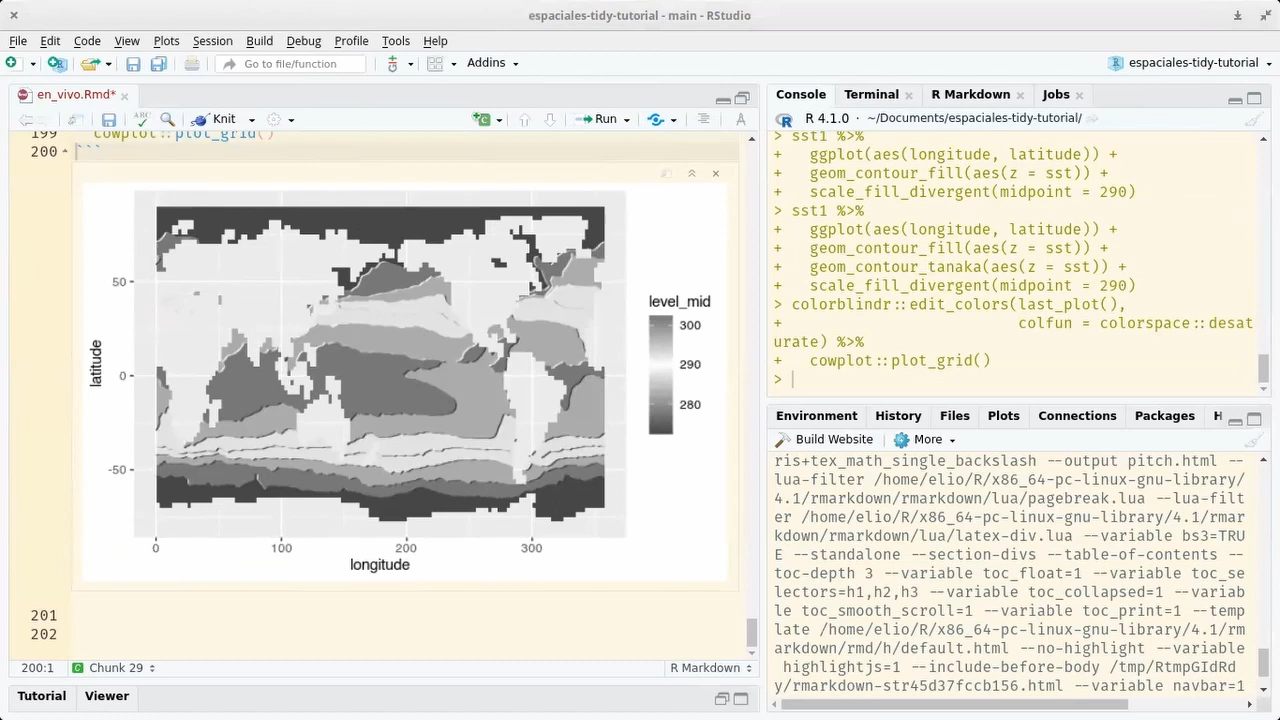 espaciales-tidy-tutorial - main - RStudio
File Edit Code View Plots Session Build Debug Profile Tools Help
Go to file/function
Addins
espaciales-tidy-tutorial
en_vivo.Rmd*
Knit
Run
199 cowplot::plot_grid()
200 ```
50
0
-50
latitude
0 100 200 300
longitude
level_mid
300
290
280
201
202
200:1 Chunk 29 R Markdown
Tutorial Viewer
Console Terminal R Markdown Jobs
R 4.1.0 · ~/Documents/espaciales-tidy-tutorial/
> sst1 %>%
+   ggplot(aes(longitude, latitude)) +
+   geom_contour_fill(aes(z = sst)) +
+   scale_fill_divergent(midpoint = 290)
> sst1 %>%
+   ggplot(aes(longitude, latitude)) +
+   geom_contour_fill(aes(z = sst)) +
+   geom_contour_tanaka(aes(z = sst)) +
+   scale_fill_divergent(midpoint = 290)
> colorblindr::edit_colors(last_plot(),
+                          colfun = colorspace::desat
urate) %>%
+   cowplot::plot_grid()
>
Environment History Files Plots Connections Packages H
Build Website More
ris+tex_math_single_backslash --output pitch.html --
lua-filter /home/elio/R/x86_64-pc-linux-gnu-library/
4.1/rmarkdown/rmarkdown/lua/pagebreak.lua --lua-filt
er /home/elio/R/x86_64-pc-linux-gnu-library/4.1/rmar
kdown/rmarkdown/lua/latex-div.lua --variable bs3=TRU
E --standalone --section-divs --table-of-contents --
toc-depth 3 --variable toc_float=1 --variable toc_se
lectors=h1,h2,h3 --variable toc_collapsed=1 --variab
le toc_smooth_scroll=1 --variable toc_print=1 --temp
late /home/elio/R/x86_64-pc-linux-gnu-library/4.1/rm
arkdown/rmd/h/default.html --no-highlight --variable
highlightjs=1 --include-before-body /tmp/RtmpGIdRd
y/rmarkdown-str45d37fccb156.html --variable navbar=1